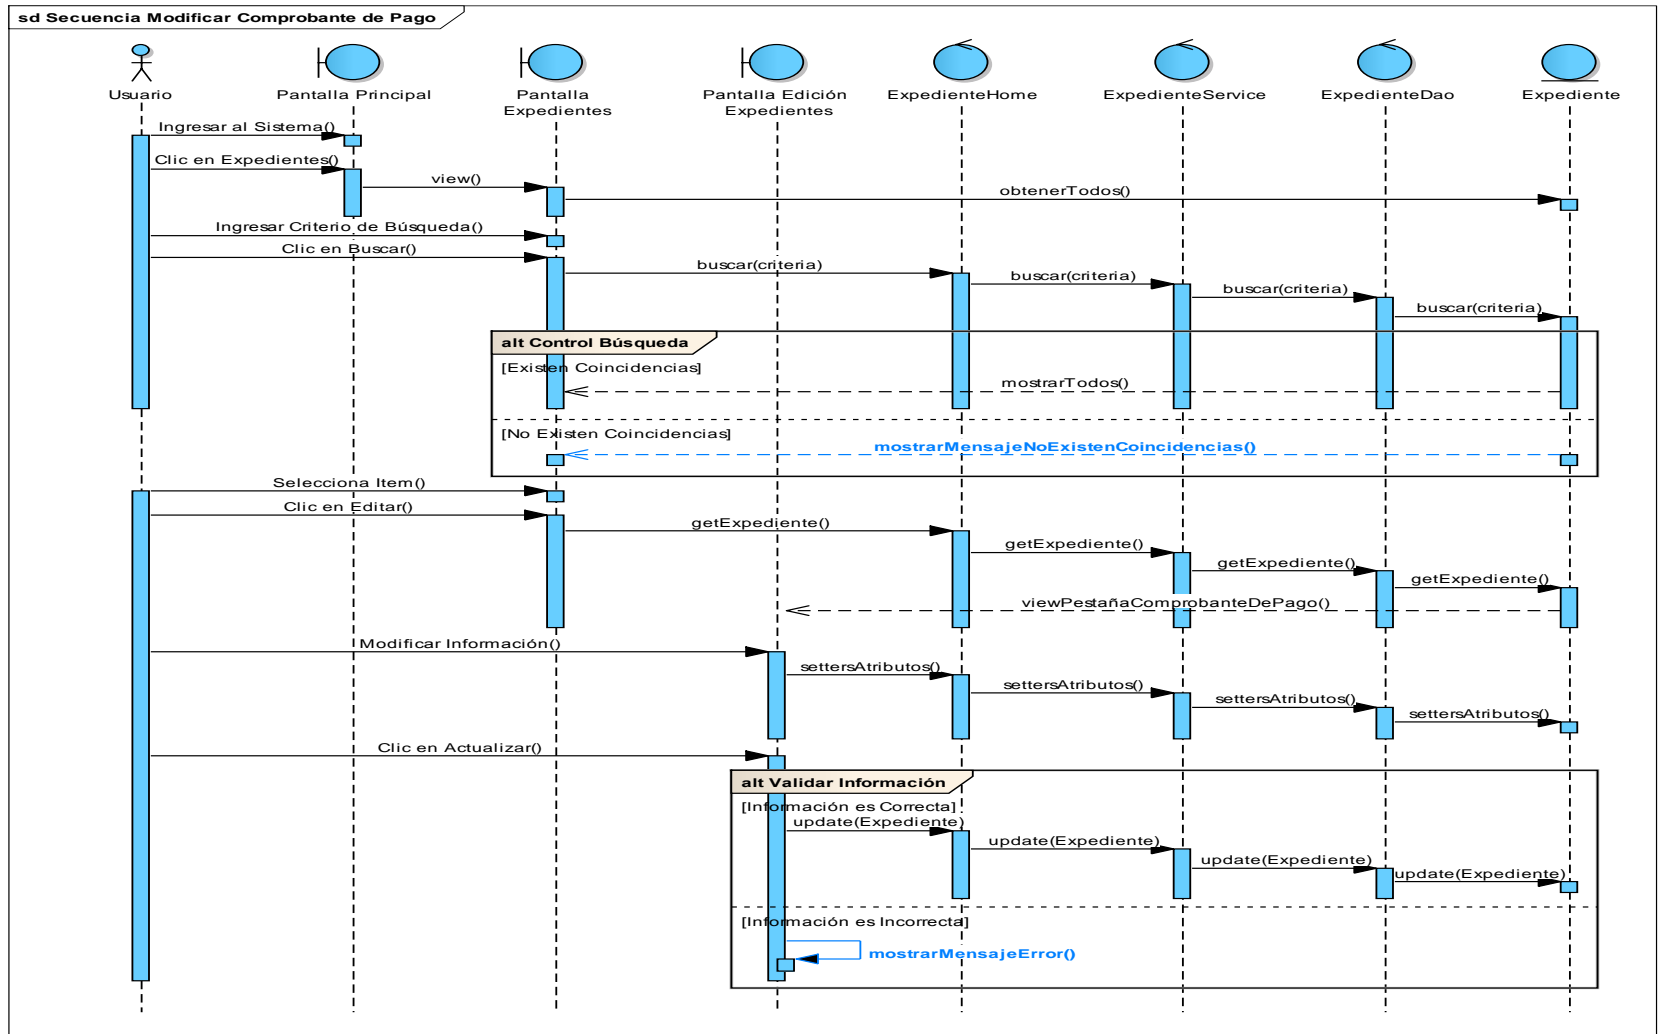 sd Secuencia Modificar Comprobante de Pago
Usuario
Pantalla Principal
Pantalla
Expedientes
Pantalla Edición
Expedientes
ExpedienteHome
ExpedienteService
ExpedienteDao
Expediente
Ingresar al Sistema()
Clic en Expedientes()
view()
obtenerTodos()
Ingresar Criterio de Búsqueda()
Clic en Buscar()
buscar(criteria)
buscar(criteria)
buscar(criteria)
buscar(criteria)
alt Control Búsqueda
[Existen Coincidencias]
mostrarTodos()
[No Existen Coincidencias]
mostrarMensajeNoExistenCoincidencias()
Selecciona Item()
Clic en Editar()
getExpediente()
getExpediente()
getExpediente()
getExpediente()
viewPestañaComprobanteDePago()
Modificar Información()
settersAtributos()
settersAtributos()
settersAtributos()
settersAtributos()
Clic en Actualizar()
alt Validar Información
[Información es Correcta]
update(Expediente)
update(Expediente)
update(Expediente)
update(Expediente)
[Información es Incorrecta]
mostrarMensajeError()